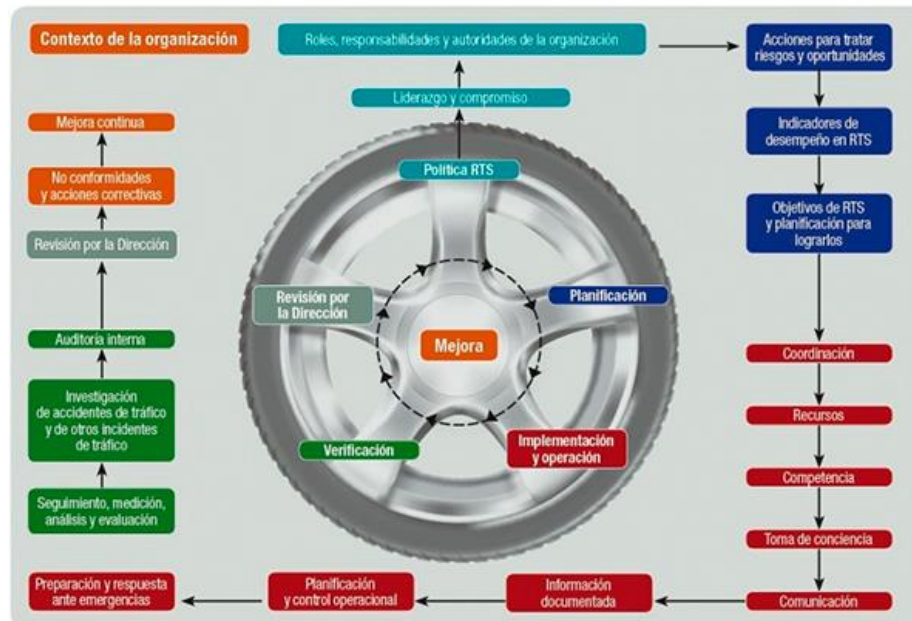 Contexto de la organización
Roles, responsabilidades y autoridades de la organización
Acciones para tratar
riesgos y oportunidades
Liderazgo y compromiso
Política RTS
Indicadores de
desempeño en RTS
Objetivos de RTS
y planificación para
lograrlos
Coordinación
Recursos
Competencia
Toma de conciencia
Comunicación
Información
documentada
Planificación
y control operacional
Preparación y respuesta
ante emergencias
Seguimiento, medición,
análisis y evaluación
Investigación
de accidentes de tráfico
y de otros incidentes
de tráfico
Auditoría interna
Revisión por la Dirección
No conformidades
y acciones correctivas
Mejora continua
Planificación
Implementación
y operación
Verificación
Revisión por
la Dirección
Mejora